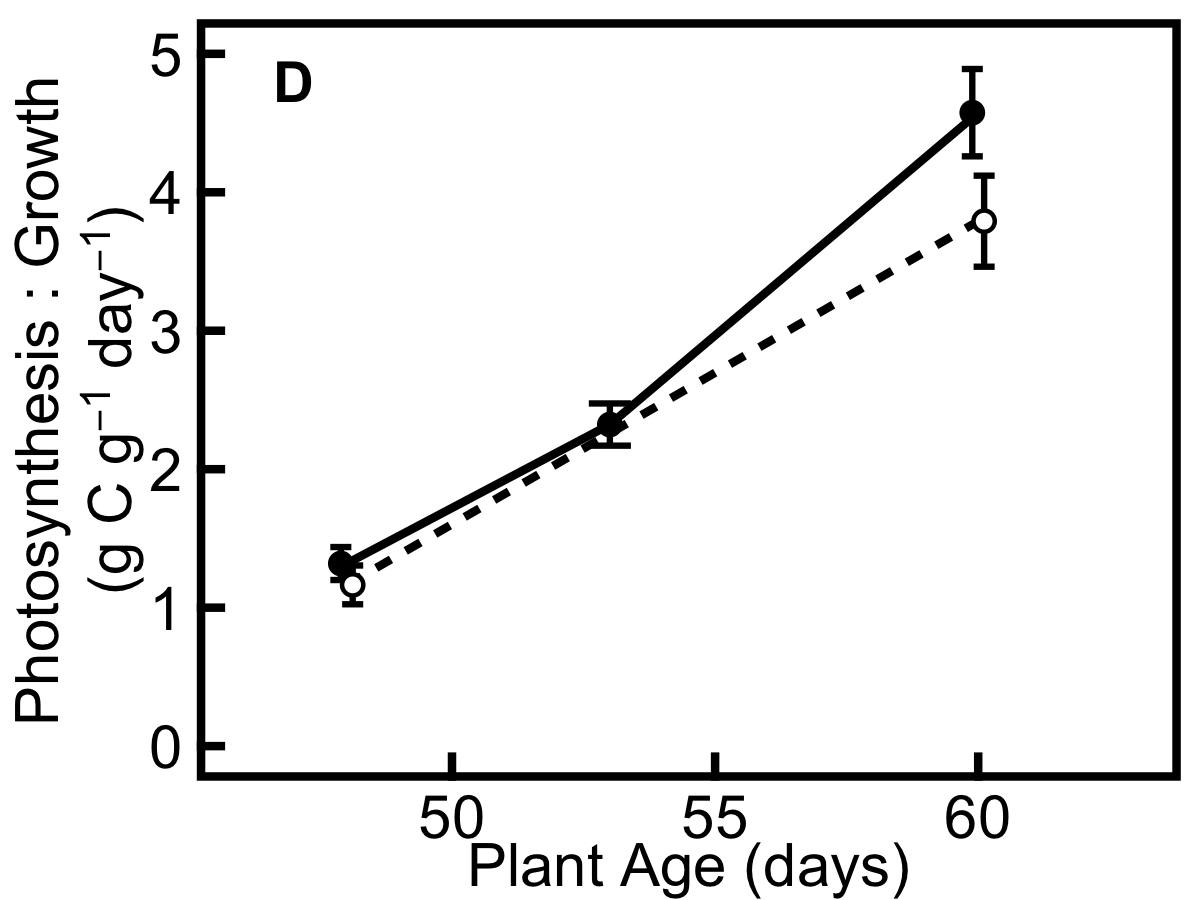 D
Photosynthesis : Growth
(g C g⁻¹ day⁻¹)
5
4
3
2
1
0
50 55 60
Plant Age (days)